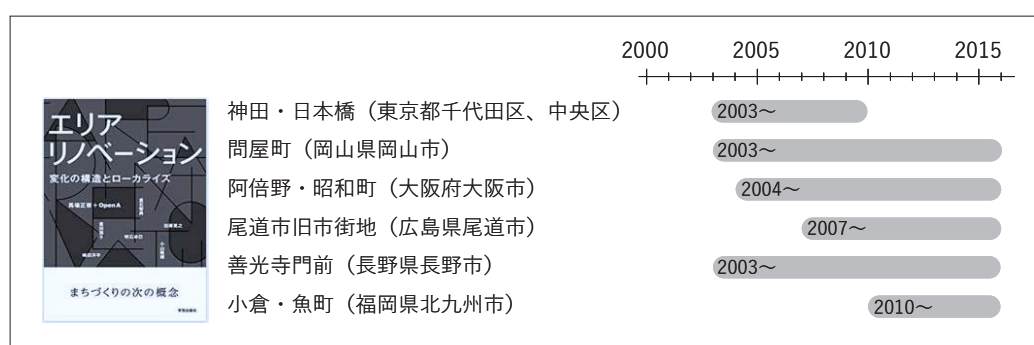 2000 2005 2010 2015
エリア
リノベーション
変化の構造とローカライズ
馬場正尊+Open A
まちづくりの次の概念
神田・日本橋(東京都千代田区、中央区) 2003〜
問屋町(岡山県岡山市) 2003〜
阿倍野・昭和町(大阪府大阪市) 2004〜
尾道市旧市街地(広島県尾道市) 2007〜
善光寺門前(長野県長野市) 2003〜
小倉・魚町(福岡県北九州市) 2010〜